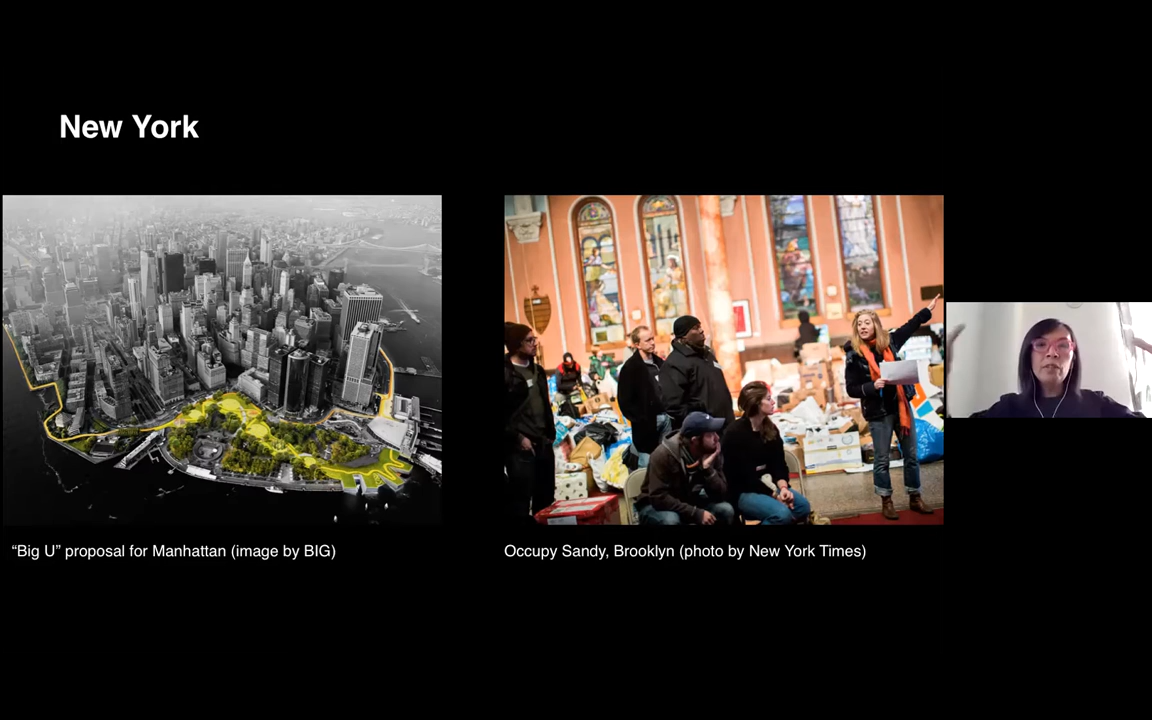 New York
“Big U” proposal for Manhattan (image by BIG)
Occupy Sandy, Brooklyn (photo by New York Times)